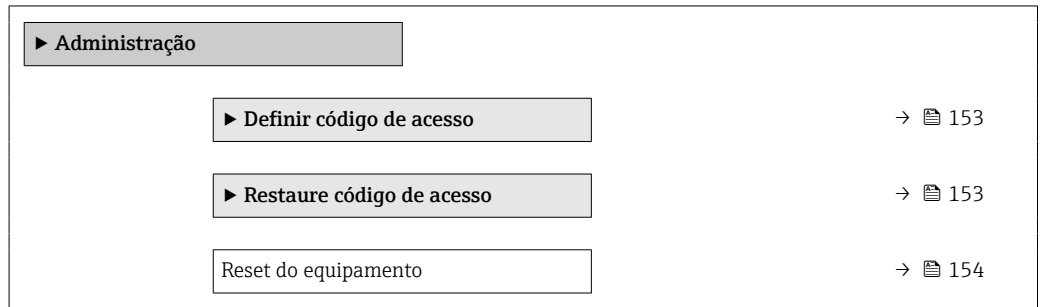 ▶ Administração
▶ Definir código de acesso → 153
▶ Restaure código de acesso → 153
Reset do equipamento → 154